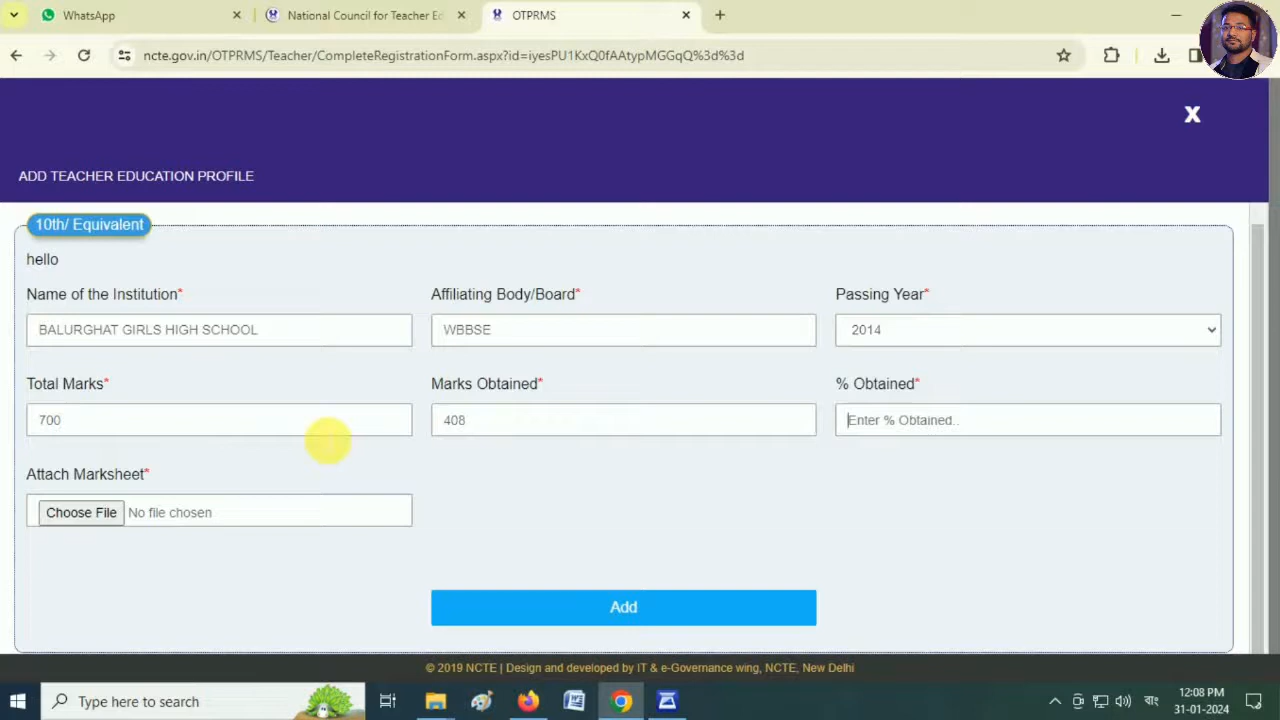 WhatsApp
National Council for Teacher Ed
OTPRMS
ncte.gov.in/OTPRMS/Teacher/CompleteRegistrationForm.aspx?id=iyesPU1KxQ0fAAtypMGGqQ%3d%3d
X
ADD TEACHER EDUCATION PROFILE
10th/ Equivalent
hello
Name of the Institution* Affiliating Body/Board* Passing Year*
BALURGHAT GIRLS HIGH SCHOOL WBBSE 2014
Total Marks* Marks Obtained* % Obtained*
700 408 Enter % Obtained..
Attach Marksheet*
Choose File No file chosen
Add
© 2019 NCTE | Design and developed by IT & e-Governance wing, NCTE, New Delhi
Type here to search
বাং
12:08 PM
31-01-2024